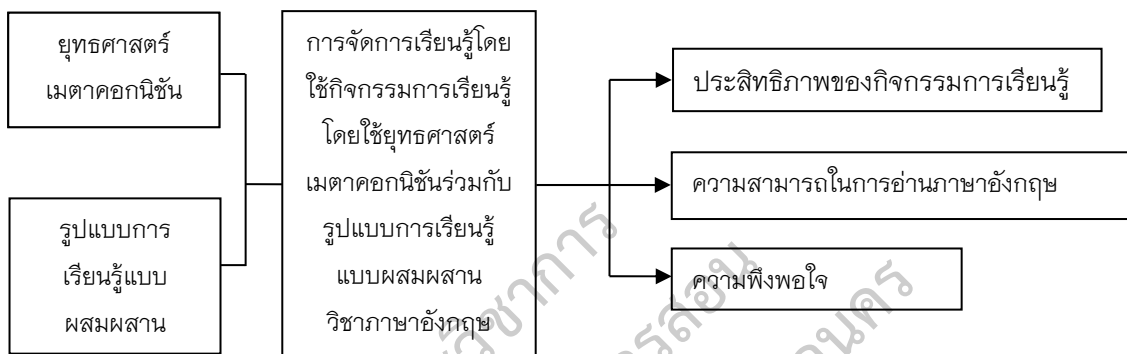 ยุทธศาสตร์
เมตาคอกนิชัน
รูปแบบการ
เรียนรู้แบบ
ผสมผสาน
การจัดการเรียนรู้โดย
ใช้กิจกรรมการเรียนรู้
โดยใช้ยุทธศาสตร์
เมตาคอกนิชันร่วมกับ
รูปแบบการเรียนรู้
แบบผสมผสาน
วิชาภาษาอังกฤษ
ประสิทธิภาพของกิจกรรมการเรียนรู้
ความสามารถในการอ่านภาษาอังกฤษ
ความพึงพอใจ